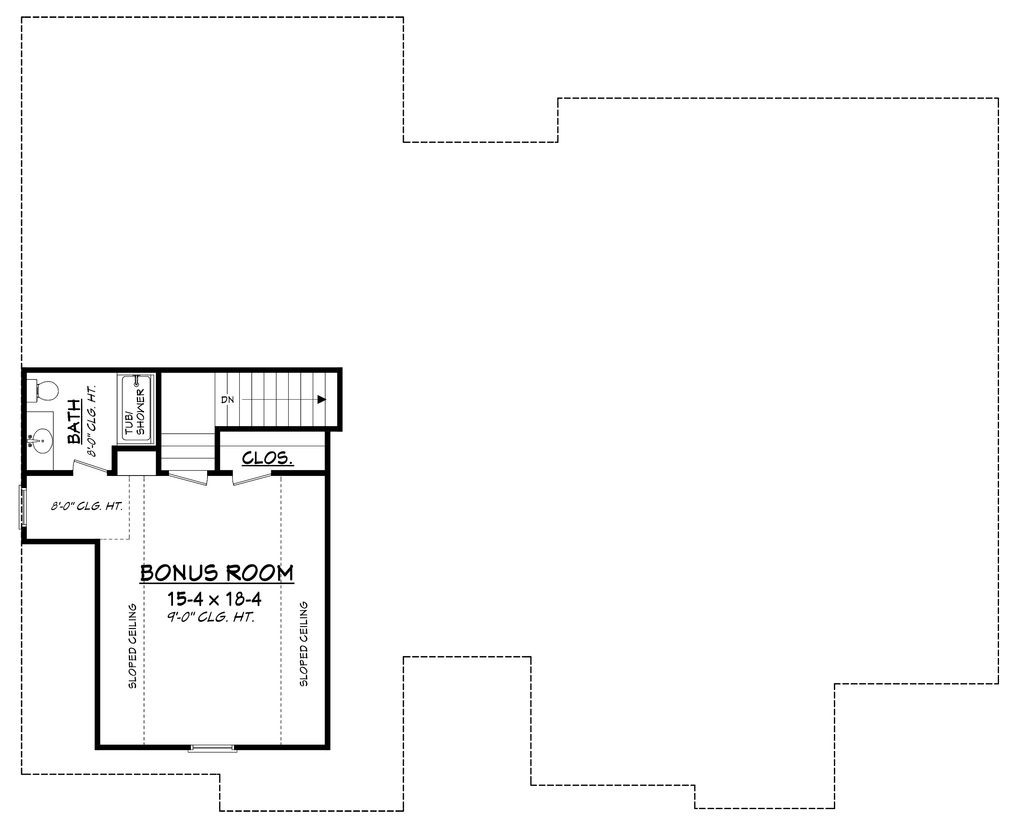 BATH
8'-0" CLG. HT.
TUB/
SHOWER
DN
CLOS.
8'-0" CLG. HT.
BONUS ROOM
15-4 x 18-4
9'-0" CLG. HT.
SLOPED CEILING
SLOPED CEILING